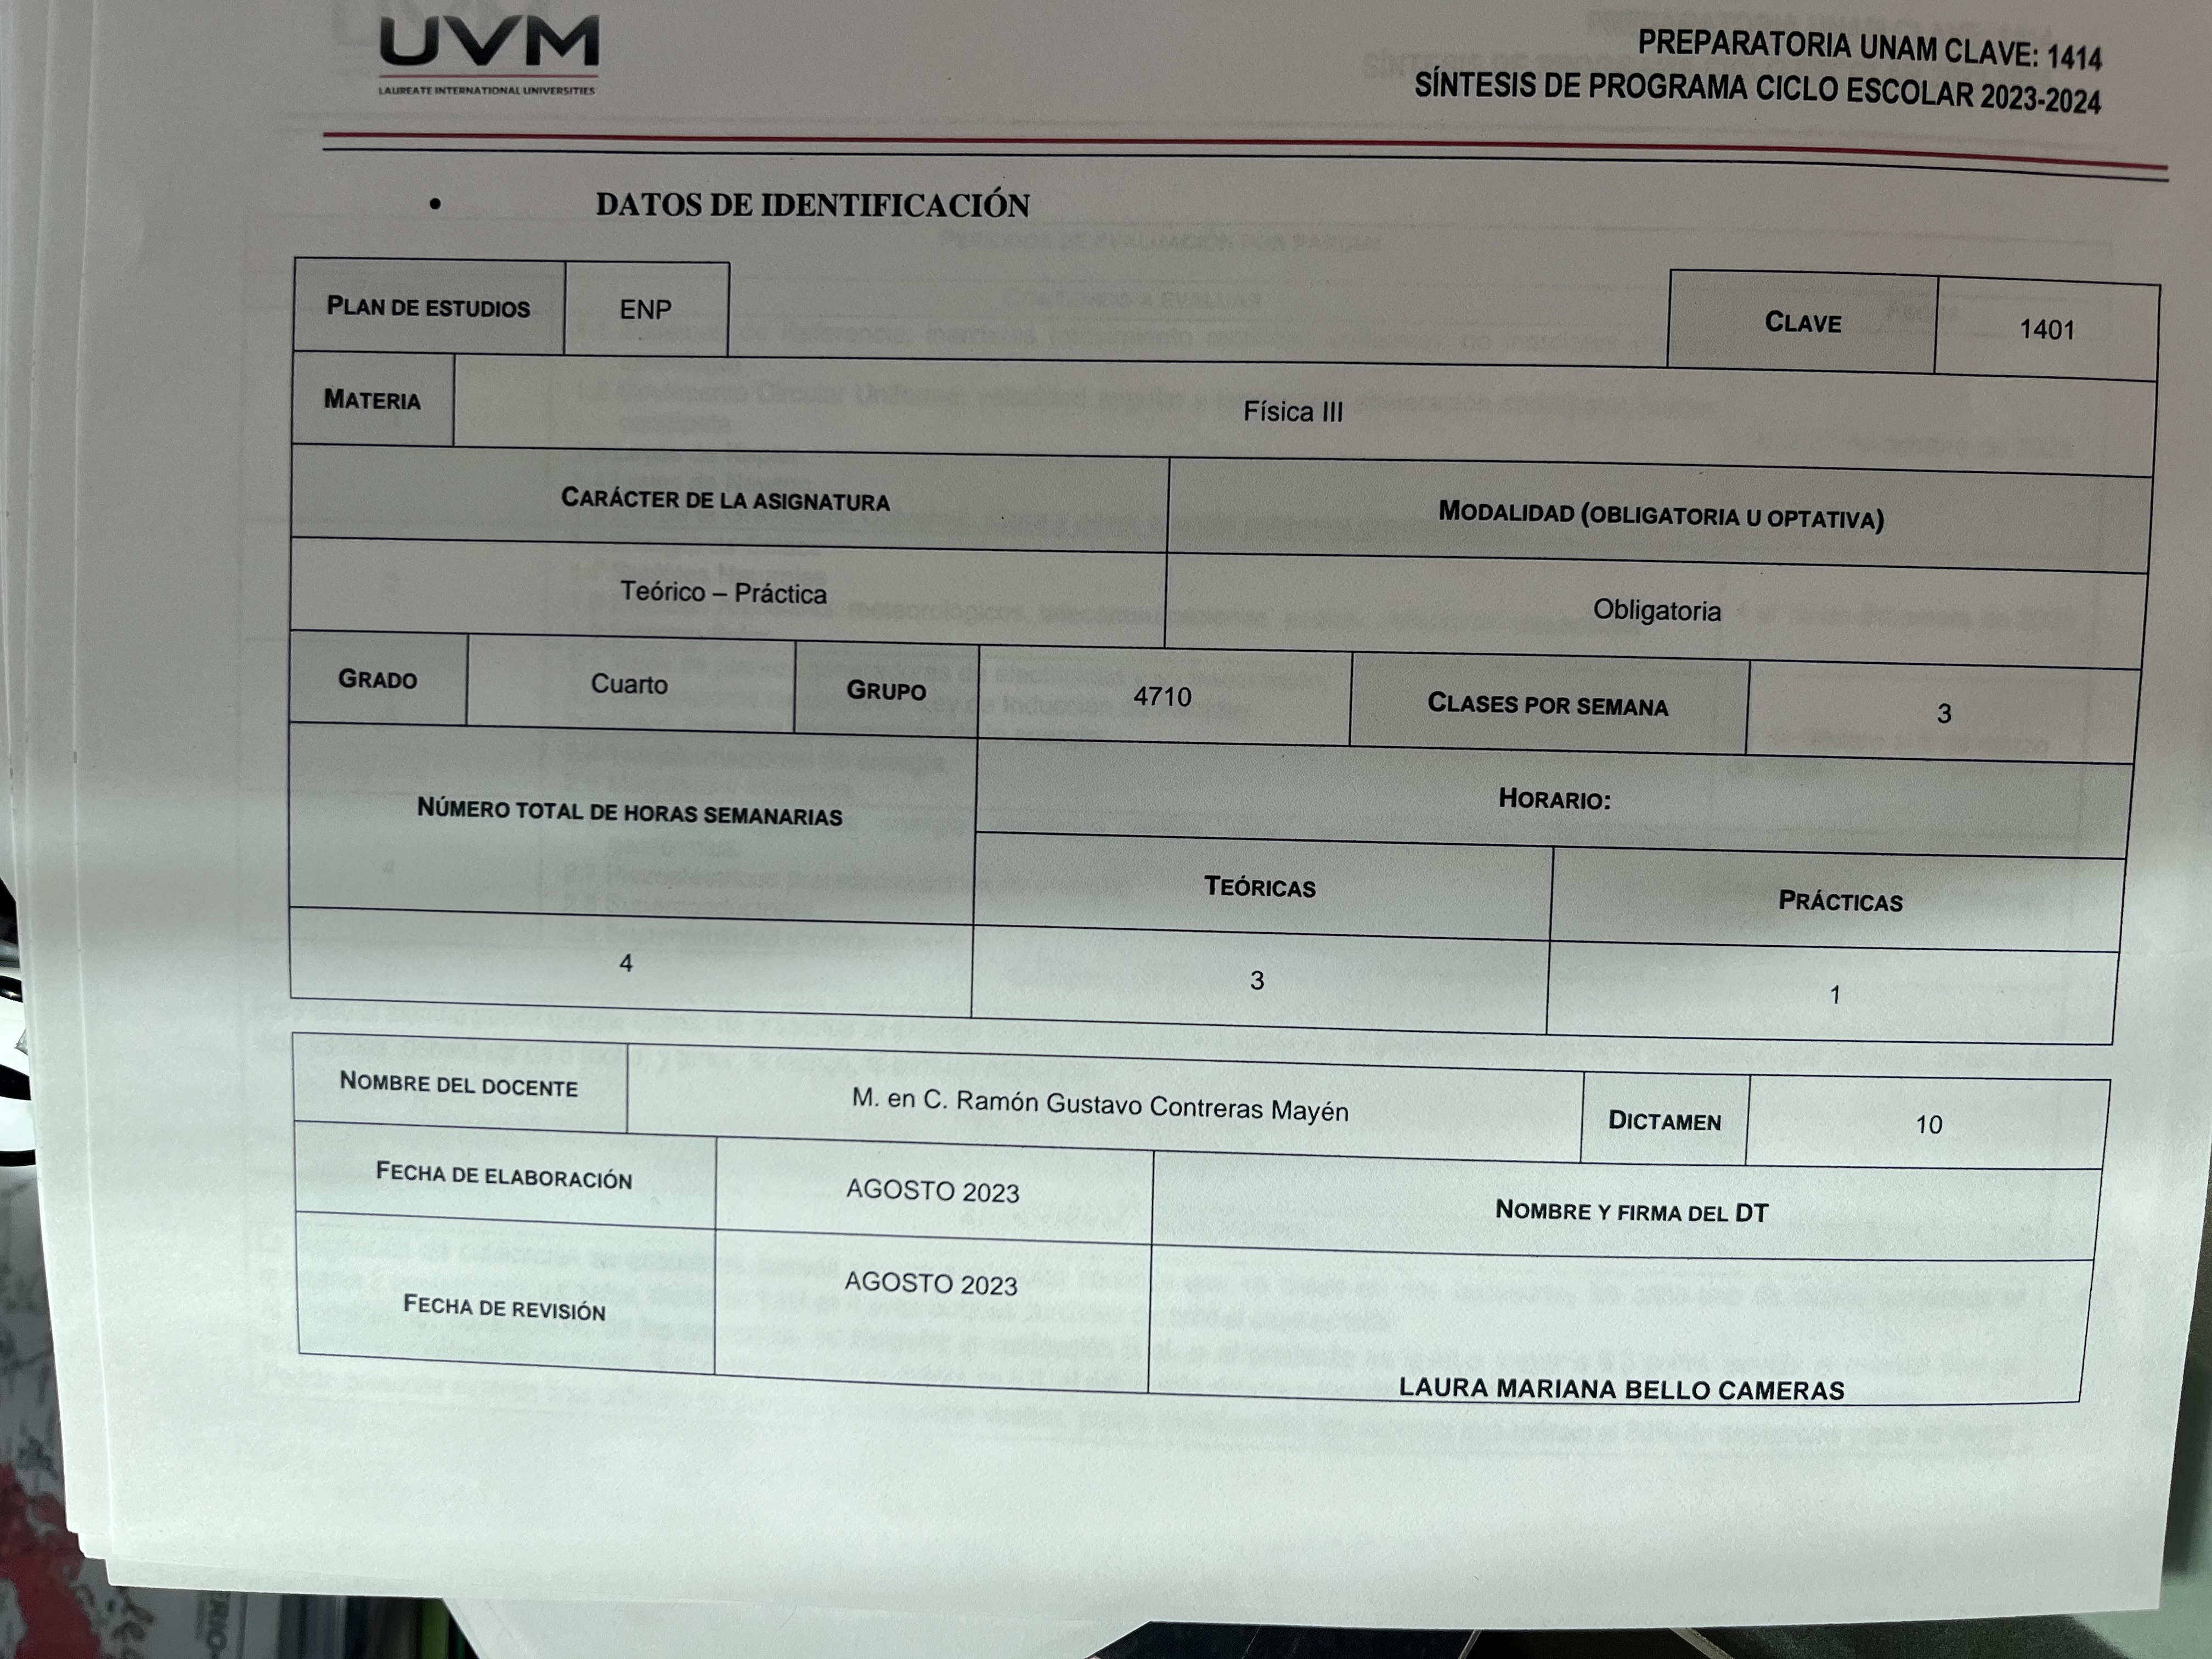 UVM
LAUREATE INTERNATIONAL UNIVERSITIES
PREPARATORIA UNAM CLAVE: 1414
SÍNTESIS DE PROGRAMA CICLO ESCOLAR 2023-2024
• DATOS DE IDENTIFICACIÓN
PLAN DE ESTUDIOS ENP CLAVE 1401
MATERIA Física III
CARÁCTER DE LA ASIGNATURA MODALIDAD (OBLIGATORIA U OPTATIVA)
Teórico – Práctica Obligatoria
GRADO Cuarto GRUPO 4710 CLASES POR SEMANA 3
NÚMERO TOTAL DE HORAS SEMANARIAS HORARIO:
TEÓRICAS PRÁCTICAS
4 3 1
NOMBRE DEL DOCENTE M. en C. Ramón Gustavo Contreras Mayén DICTAMEN 10
FECHA DE ELABORACIÓN AGOSTO 2023 NOMBRE Y FIRMA DEL DT
FECHA DE REVISIÓN AGOSTO 2023
LAURA MARIANA BELLO CAMERAS